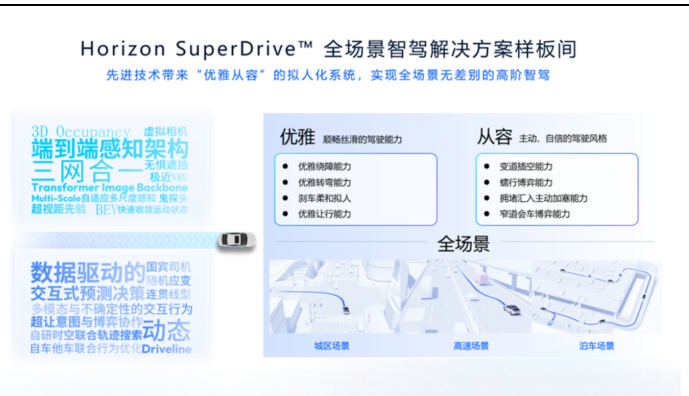 Horizon SuperDrive™ 全场景智驾解决方案样板间
先进技术带来“优雅从容”的拟人化系统，实现全场景无差别的高阶智驾
3D Occupancy 虚拟相机
端到端感知架构
三网合一 无惧遮挡
极近VRU
Transformer Image Backbone
Multi-Scale自适应多尺度感知 鬼探头
超视距先验 BEV 快速收敛运动状态
数据驱动的 国宾司机
随机应变
交互式预测决策 连贯线型
多模态与不确定性的交互行为
超让意图与博弈协作
自研时空联合轨迹搜索 动态
自车他车联合行为优化 Driveline
优雅 顺畅丝滑的驾驶能力
• 优雅绕障能力
• 优雅转弯能力
• 刹车柔和拟人
• 优雅让行能力
从容 主动、自信的驾驶风格
• 变道插空能力
• 蠕行博弈能力
• 拥堵汇入主动加塞能力
• 窄道会车博弈能力
全场景
城区场景
高速场景
泊车场景